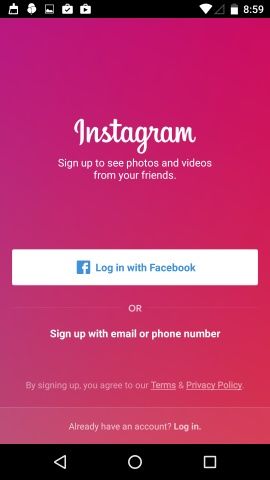 8:59
Instagram
Sign up to see photos and videos
from your friends.
Log in with Facebook
OR
Sign up with email or phone number
By signing up, you agree to our Terms & Privacy Policy.
Already have an account? Log in.